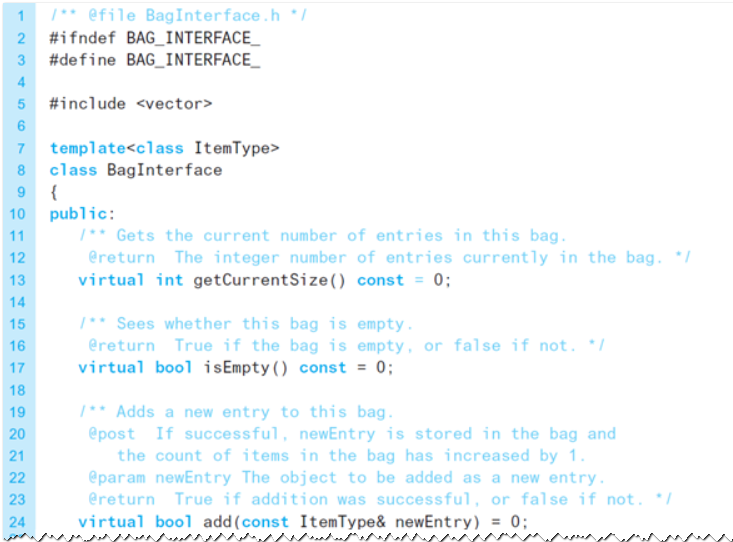 1 /** @file BagInterface.h */
2 #ifndef BAG_INTERFACE_
3 #define BAG_INTERFACE_
4
5 #include <vector>
6
7 template<class ItemType>
8 class BagInterface
9 {
10 public:
11    /** Gets the current number of entries in this bag.
12     @return  The integer number of entries currently in the bag. */
13    virtual int getCurrentSize() const = 0;
14
15    /** Sees whether this bag is empty.
16     @return  True if the bag is empty, or false if not. */
17    virtual bool isEmpty() const = 0;
18
19    /** Adds a new entry to this bag.
20     @post  If successful, newEntry is stored in the bag and
21        the count of items in the bag has increased by 1.
22     @param newEntry The object to be added as a new entry.
23     @return  True if addition was successful, or false if not. */
24    virtual bool add(const ItemType& newEntry) = 0;